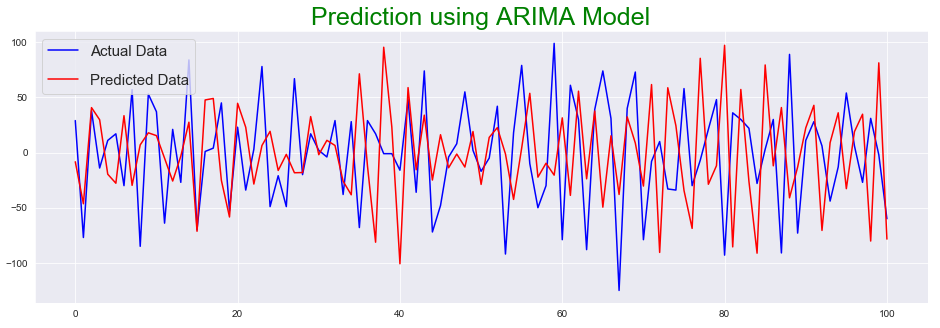 Prediction using ARIMA Model
Actual Data
Predicted Data
100
50
0
−50
−100
0 20 40 60 80 100